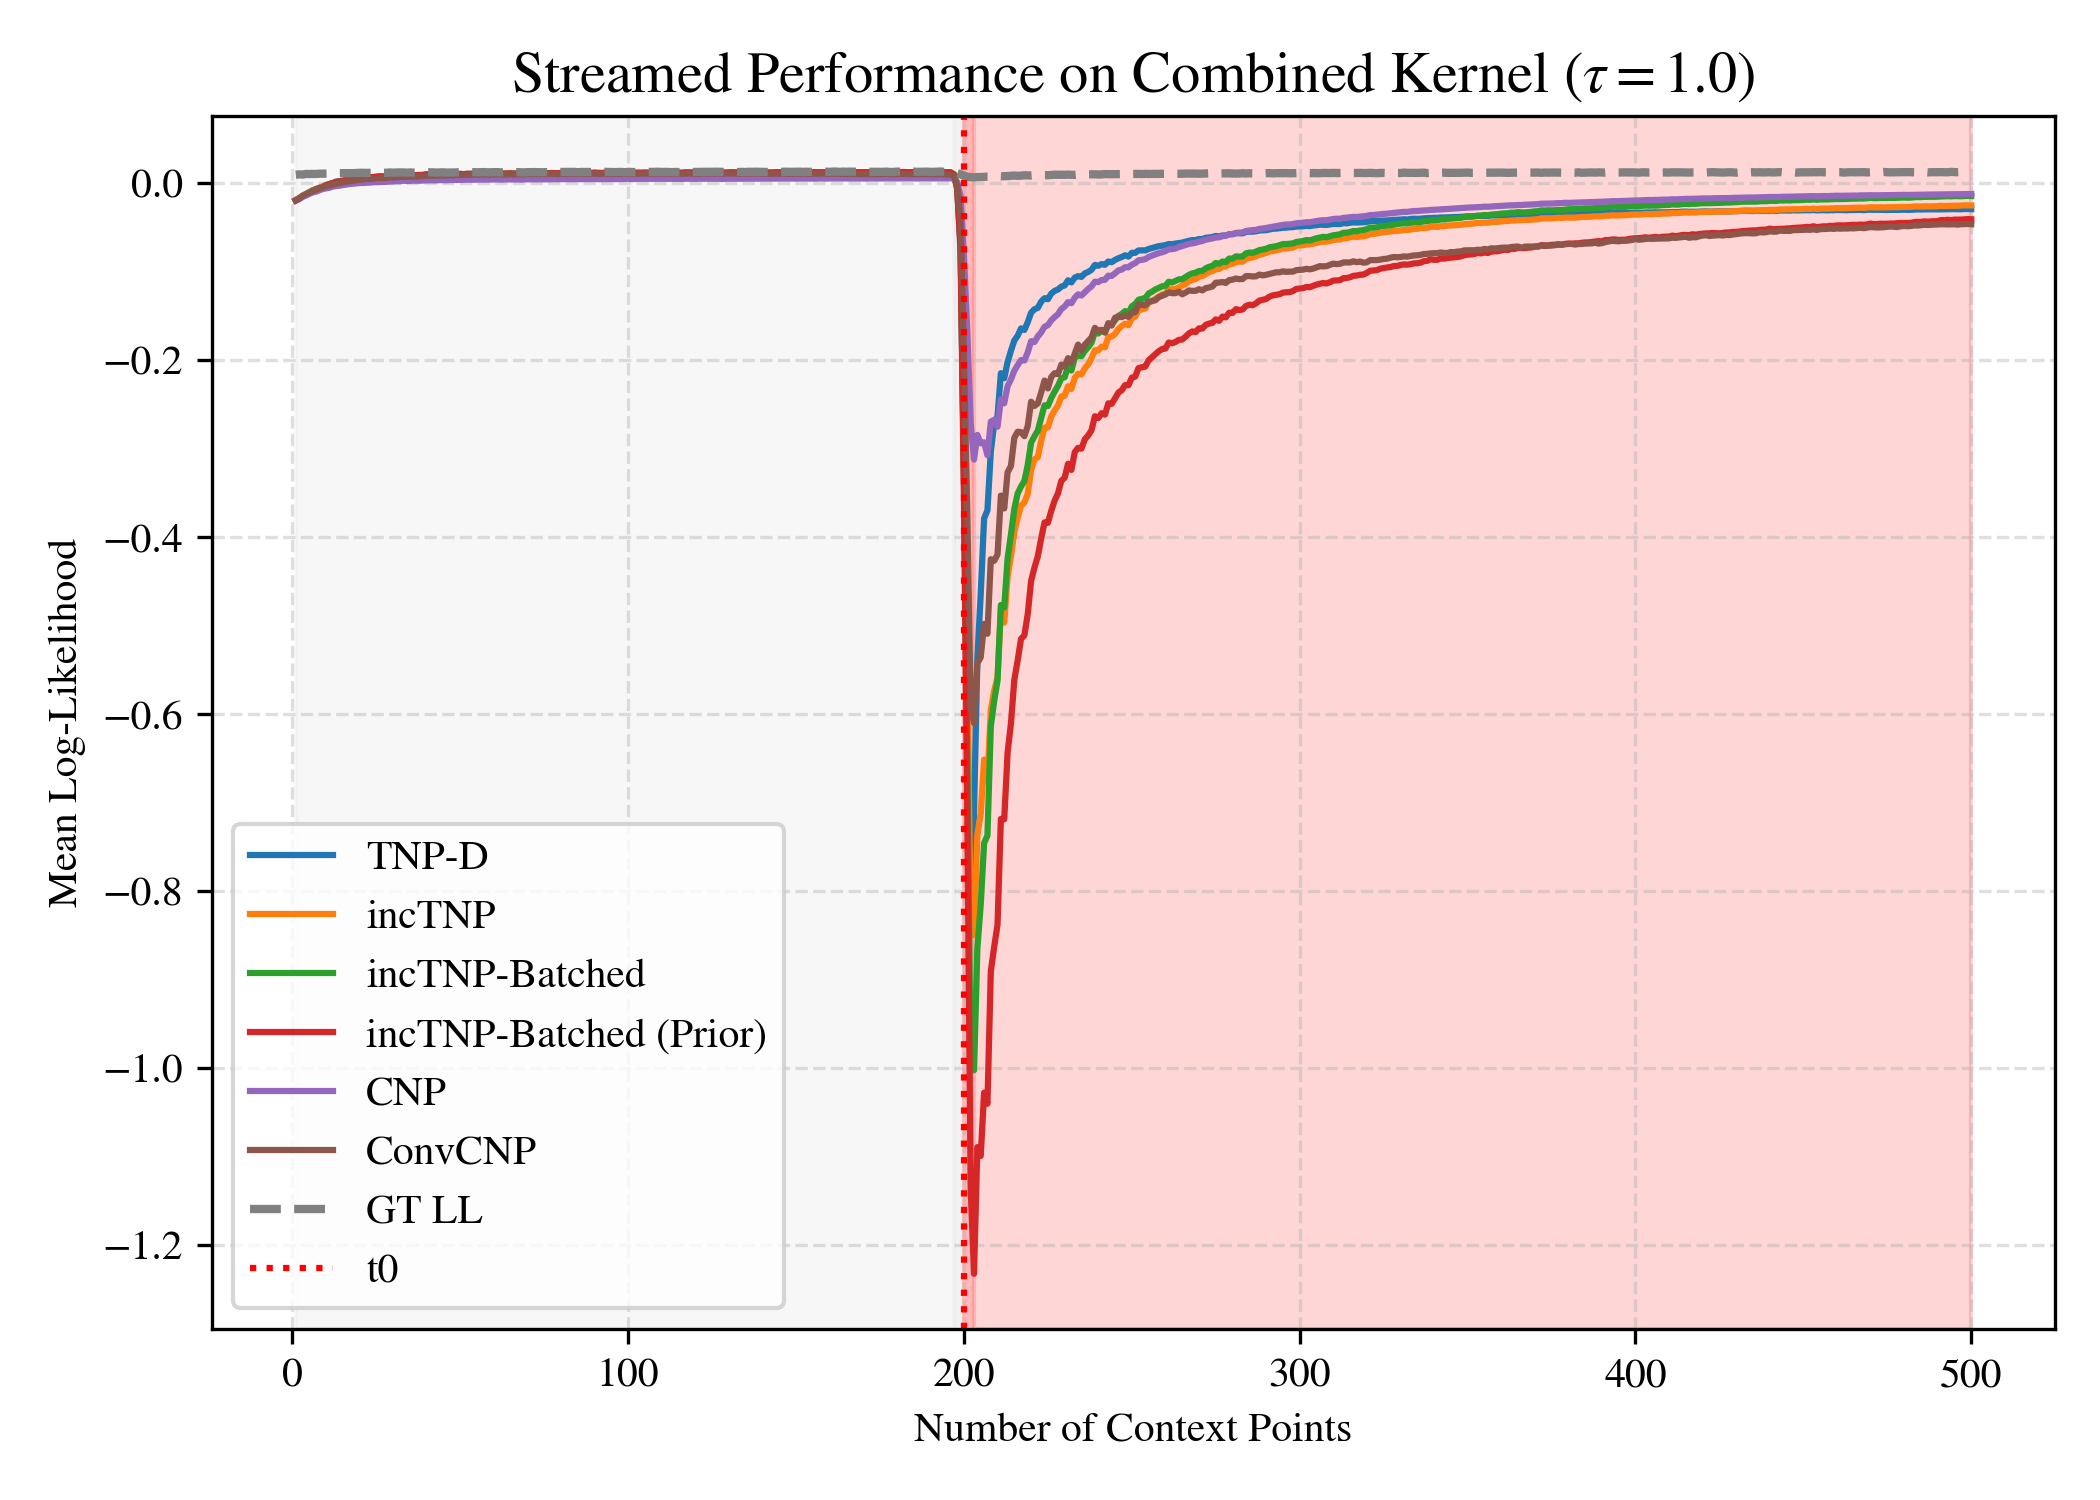 Streamed Performance on Combined Kernel (τ = 1.0)
Mean Log-Likelihood
0.0
−0.2
−0.4
−0.6
−0.8
−1.0
−1.2
TNP-D
incTNP
incTNP-Batched
incTNP-Batched (Prior)
CNP
ConvCNP
GT LL
t0
0 100 200 300 400 500
Number of Context Points